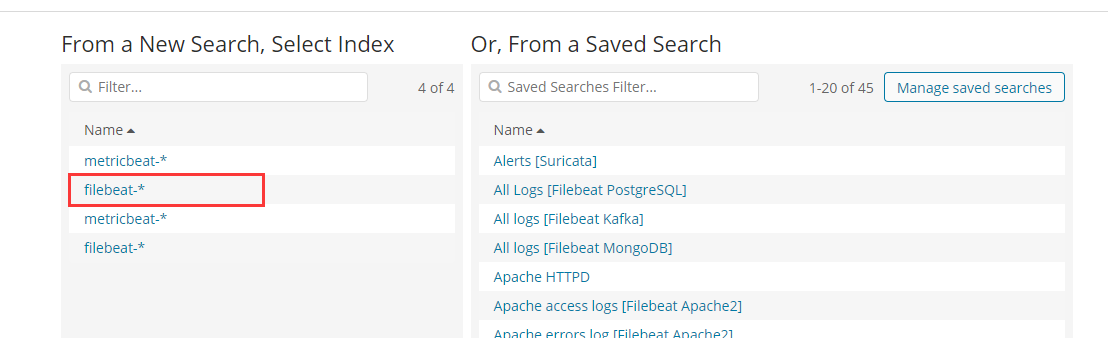 From a New Search, Select Index
Filter...
4 of 4
Name
metricbeat-*
filebeat-*
metricbeat-*
filebeat-*
Or, From a Saved Search
Saved Searches Filter...
1-20 of 45
Manage saved searches
Name
Alerts [Suricata]
All Logs [Filebeat PostgreSQL]
All logs [Filebeat Kafka]
All logs [Filebeat MongoDB]
Apache HTTPD
Apache access logs [Filebeat Apache2]
Apache errors log [Filebeat Apache2]